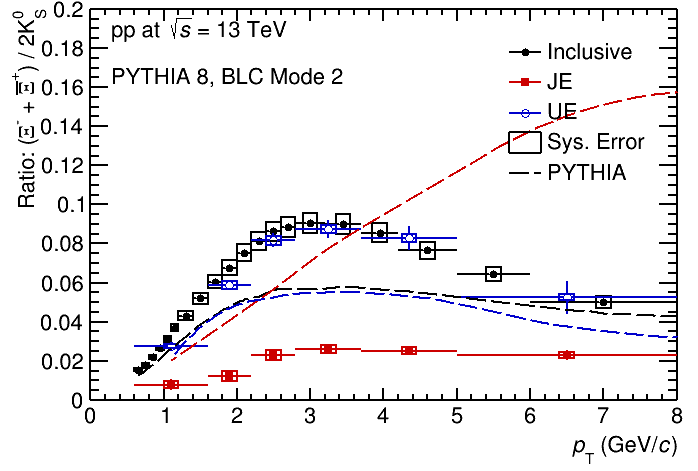 pp at √s = 13 TeV
PYTHIA 8, BLC Mode 2
Inclusive
JE
UE
Sys. Error
PYTHIA
Ratio: (Ξ⁻ + Ξ̅⁺) / 2K⁰S
0.2
0.18
0.16
0.14
0.12
0.1
0.08
0.06
0.04
0.02
0
0 1 2 3 4 5 6 7 8
pT (GeV/c)